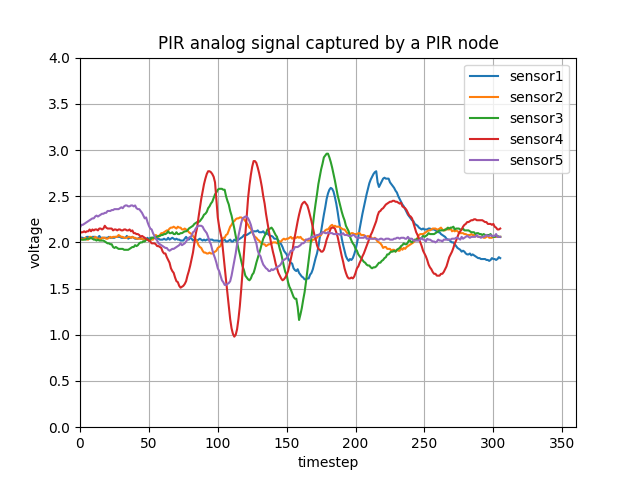 PIR analog signal captured by a PIR node
sensor1
sensor2
sensor3
sensor4
sensor5
voltage
4.0
3.5
3.0
2.5
2.0
1.5
1.0
0.5
0.0
0 50 100 150 200 250 300 350
timestep